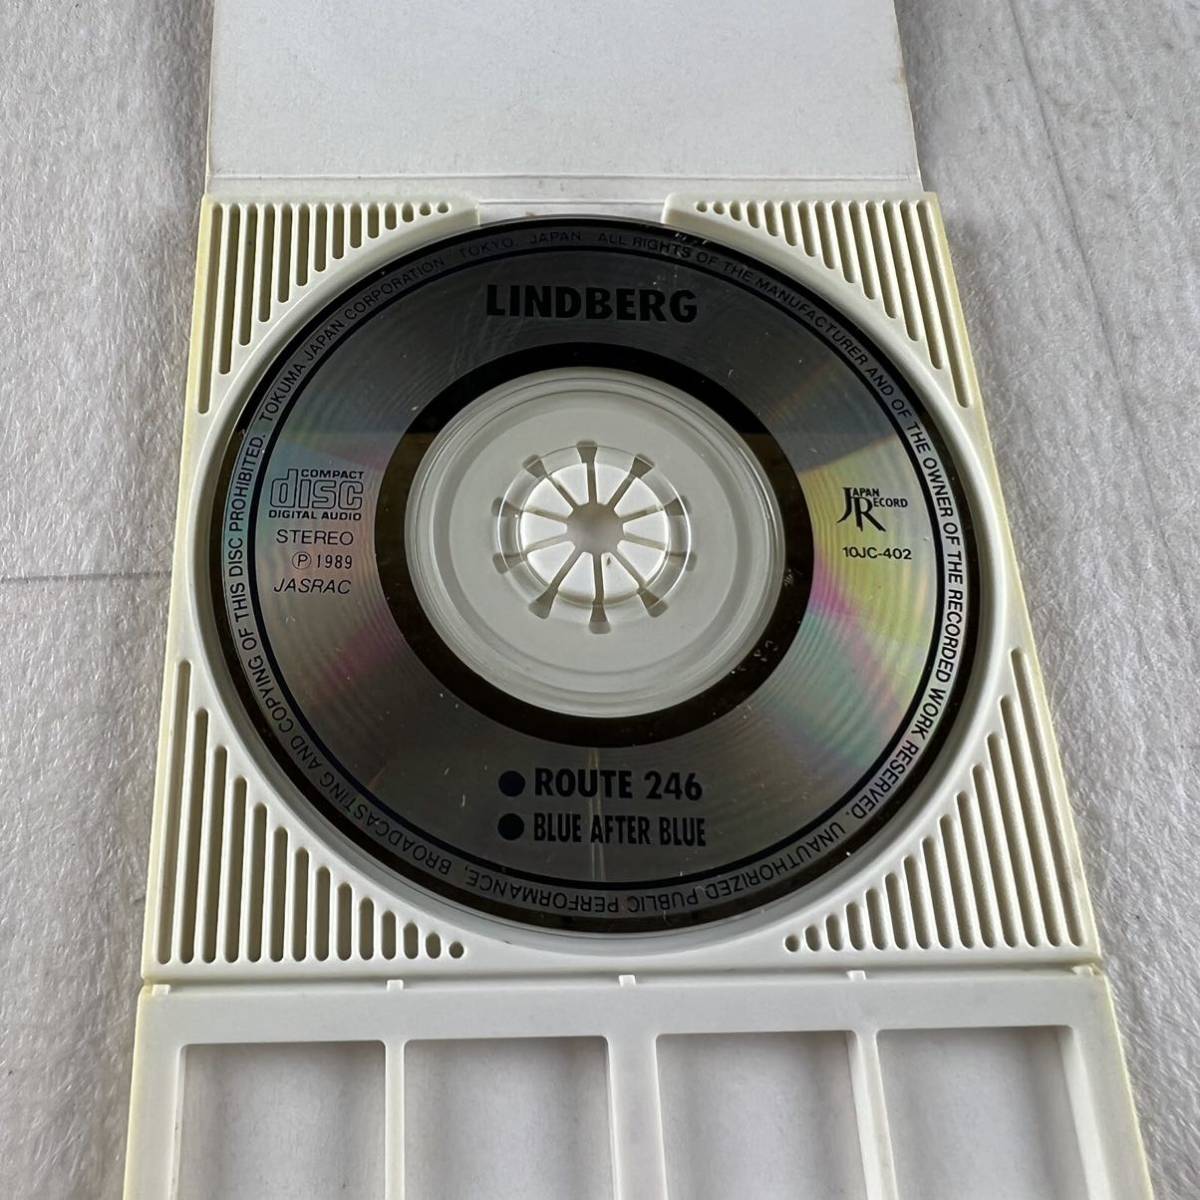 LINDBERG
COMPACT
disc
DIGITAL AUDIO
STEREO
Ⓟ 1989
JASRAC
JAPAN
RECORD
JR
10JC-402
● ROUTE 246
● BLUE AFTER BLUE
TOKUMA JAPAN CORPORATION. TOKYO. JAPAN. ALL RIGHTS OF THE MANUFACTURER AND OF THE OWNER OF THE RECORDED WORK RESERVED. UNAUTHORIZED PUBLIC PERFORMANCE, BROADCASTING AND COPYING OF THIS DISC PROHIBITED.